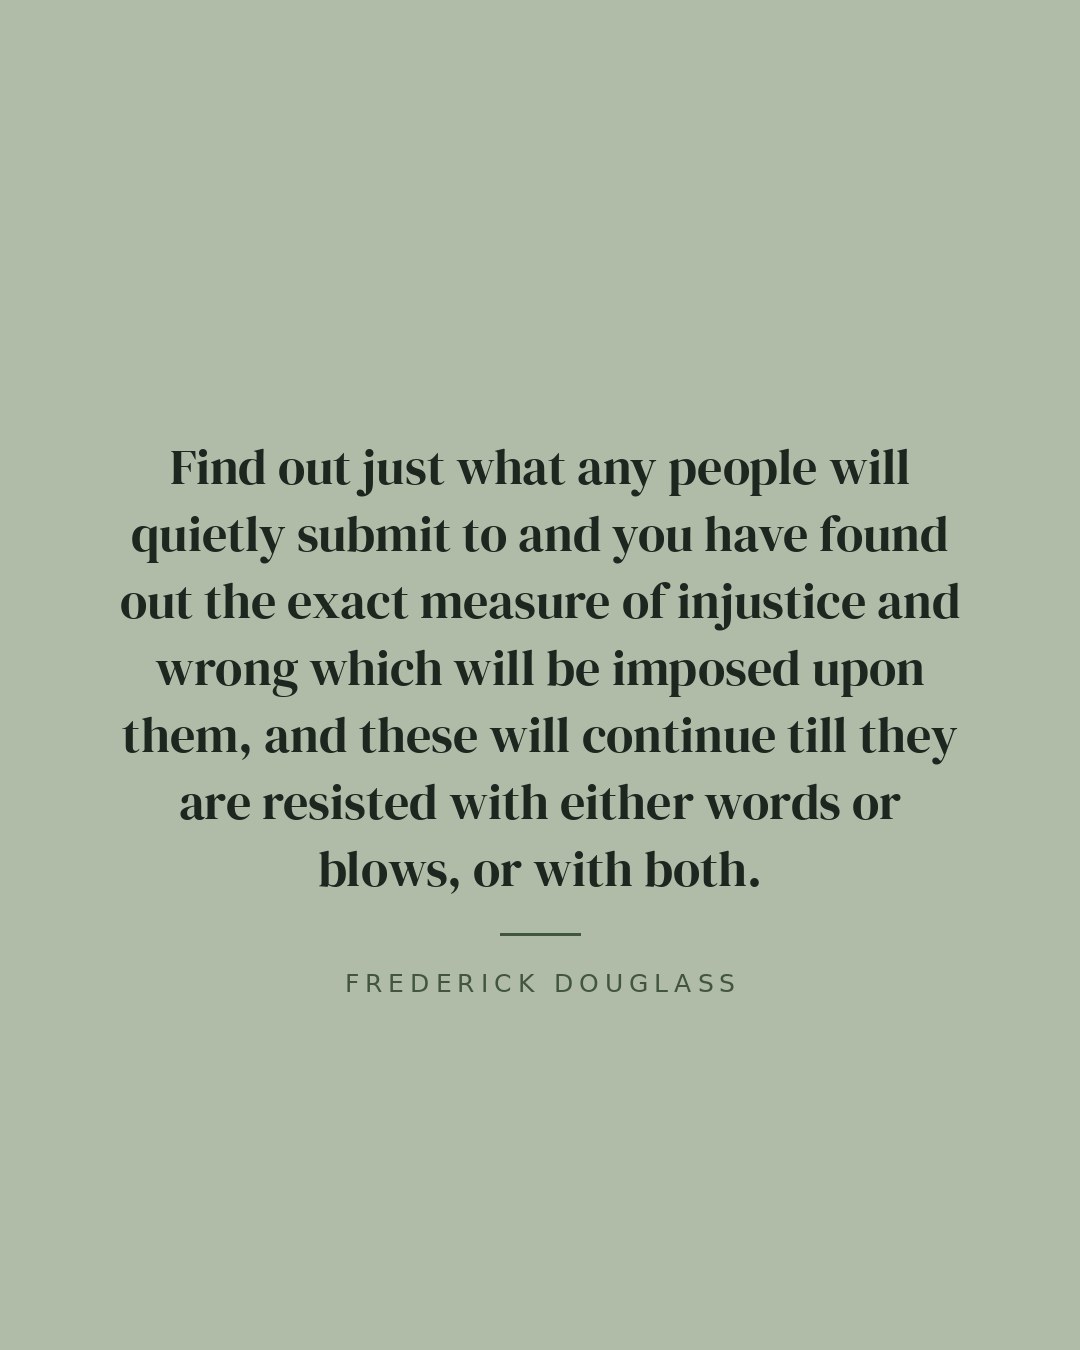 Find out just what any people will
quietly submit to and you have found
out the exact measure of injustice and
wrong which will be imposed upon
them, and these will continue till they
are resisted with either words or
blows, or with both.
FREDERICK DOUGLASS